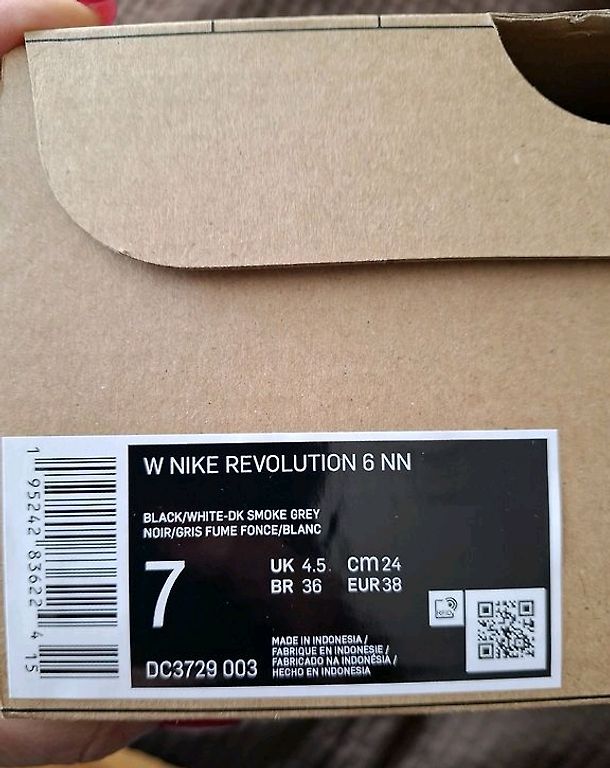 W NIKE REVOLUTION 6 NN
BLACK/WHITE-DK SMOKE GREY
NOIR/GRIS FUME FONCE/BLANC
7
UK 4.5 cm 24
BR 36 EUR 38
DC3729 003
MADE IN INDONESIA /
FABRIQUE EN INDONESIE /
FABRICADO NA INDONÉSIA /
HECHO EN INDONESIA
RFID
1 95242 83622 4 15